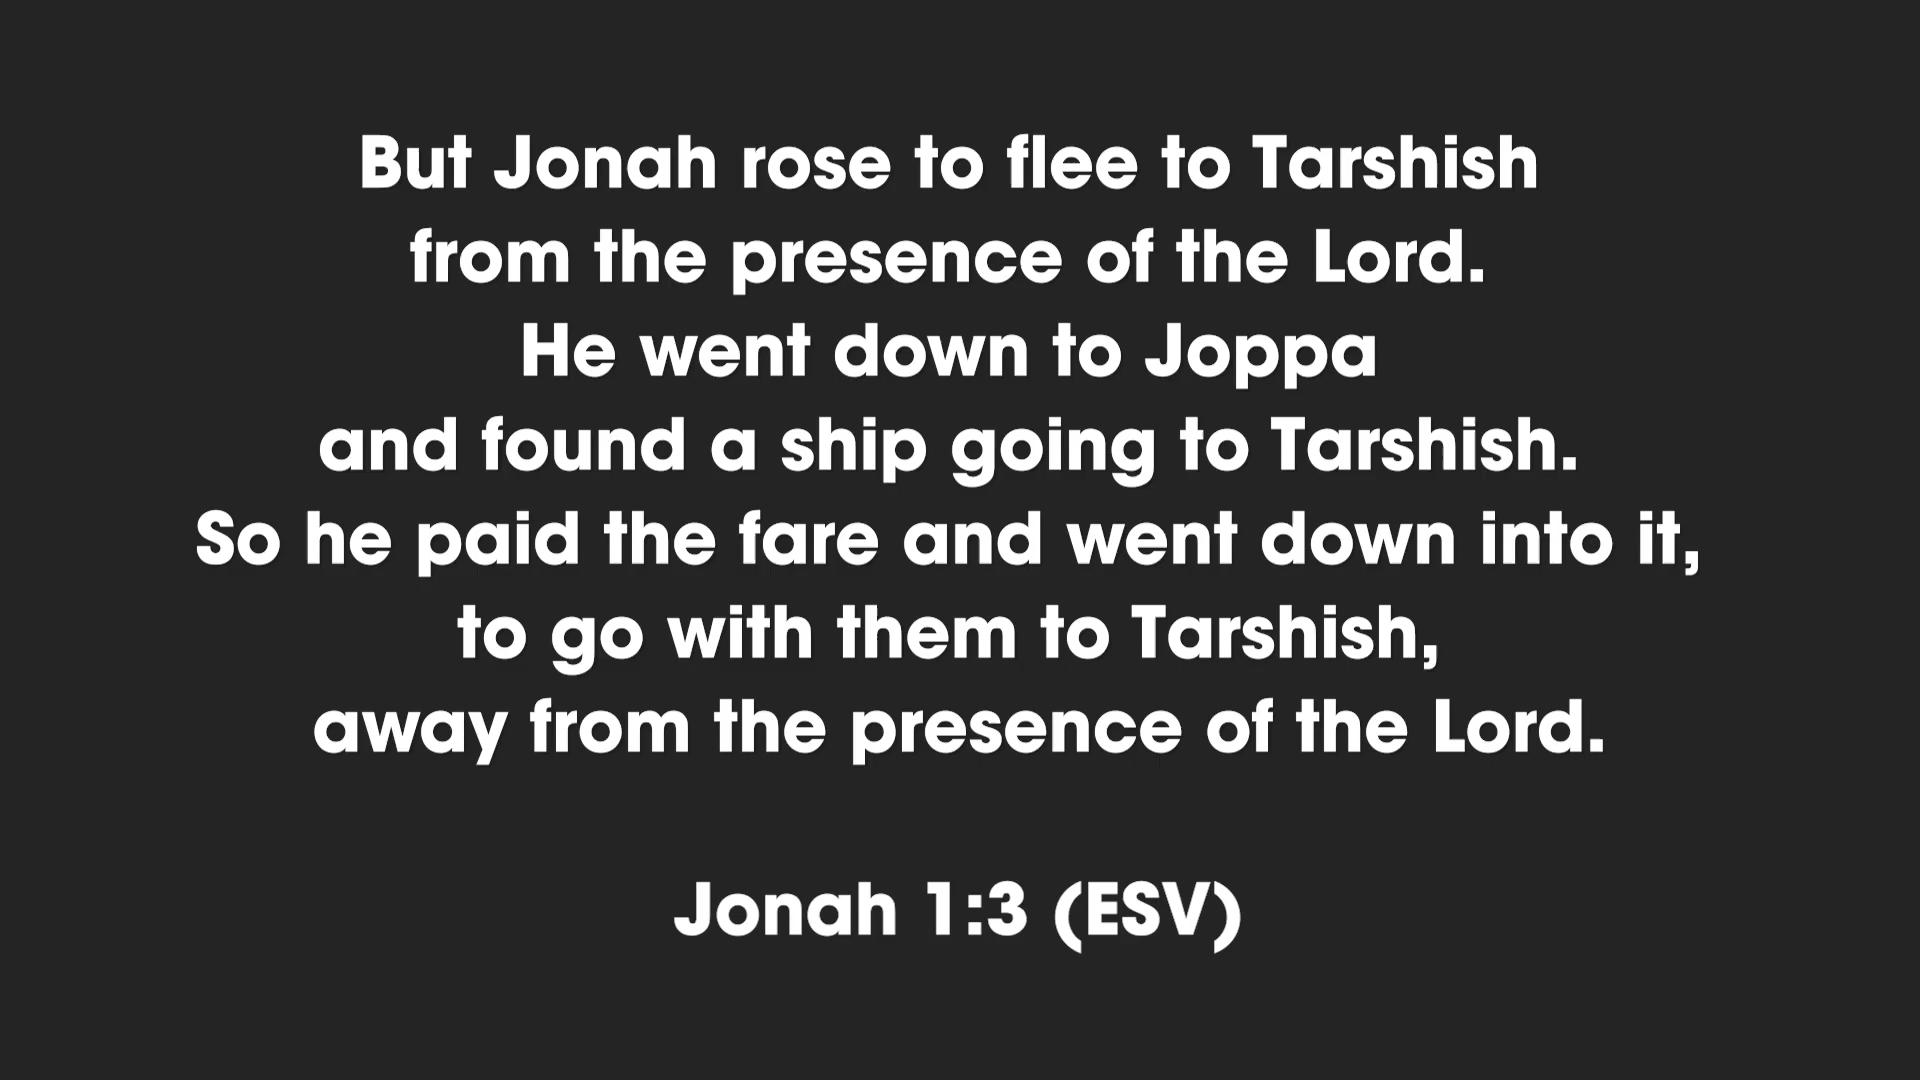 But Jonah rose to flee to Tarshish
from the presence of the Lord.
He went down to Joppa
and found a ship going to Tarshish.
So he paid the fare and went down into it,
to go with them to Tarshish,
away from the presence of the Lord.
Jonah 1:3 (ESV)